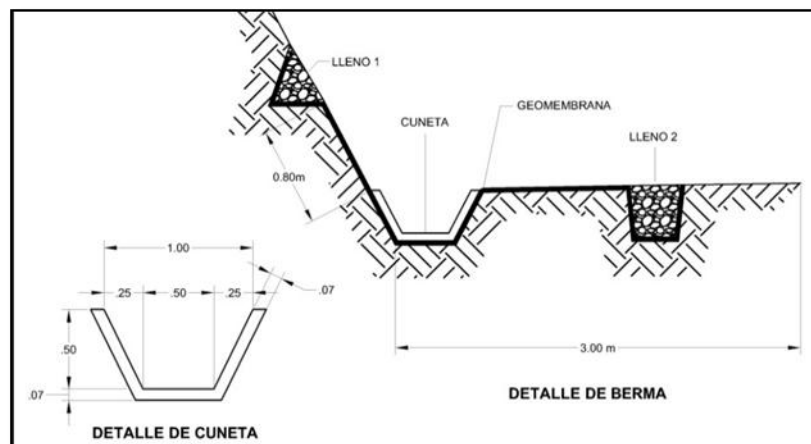 LLENO 1
GEOMEMBRANA
CUNETA
LLENO 2
0.80m
1.00
.25 .50 .25
.07
.50
.07
3.00 m
DETALLE DE BERMA
DETALLE DE CUNETA